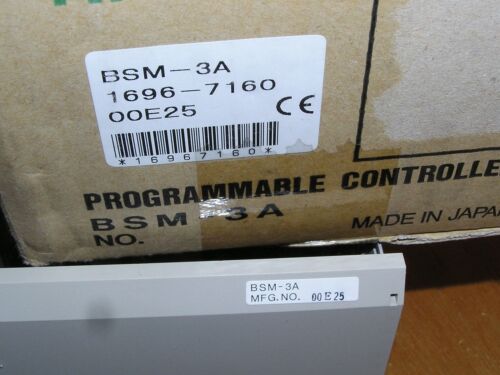 BSM-3A
1696-7160
00E25
CE
*16967160*
PROGRAMMABLE CONTROLLE
BSM-3A
NO.
MADE IN JAPA
BSM-3A
MFG.NO. 00E25